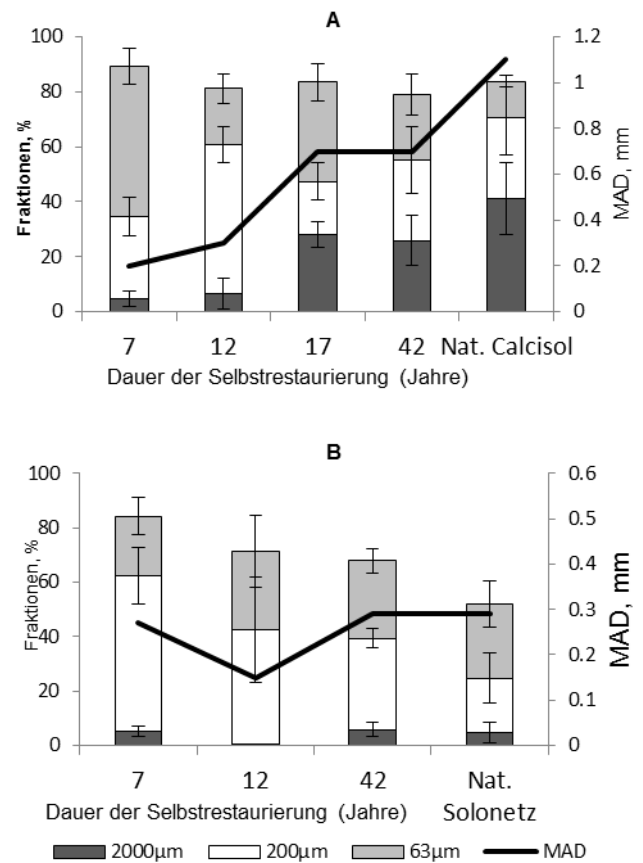 A
100
80
60
40
20
0
Fraktionen, %
1.2
1
0.8
0.6
0.4
0.2
0
MAD, mm
7 12 17 42 Nat. Calcisol
Dauer der Selbstrestaurierung (Jahre)
B
100
80
60
40
20
0
Fraktionen, %
0.6
0.5
0.4
0.3
0.2
0.1
0
MAD, mm
7 12 42 Nat.
Solonetz
Dauer der Selbstrestaurierung (Jahre)
2000µm 200µm 63µm MAD